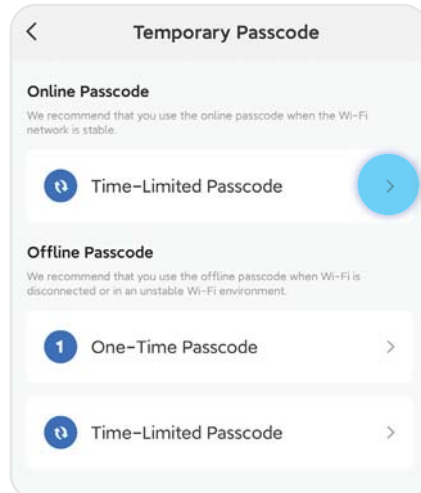 Temporary Passcode
Online Passcode
We recommend that you use the online passcode when the Wi-Fi
network is stable.
Time-Limited Passcode
Offline Passcode
We recommend that you use the offline passcode when Wi-Fi is
disconnected or in an unstable Wi-Fi environment.
1 One-Time Passcode
Time-Limited Passcode